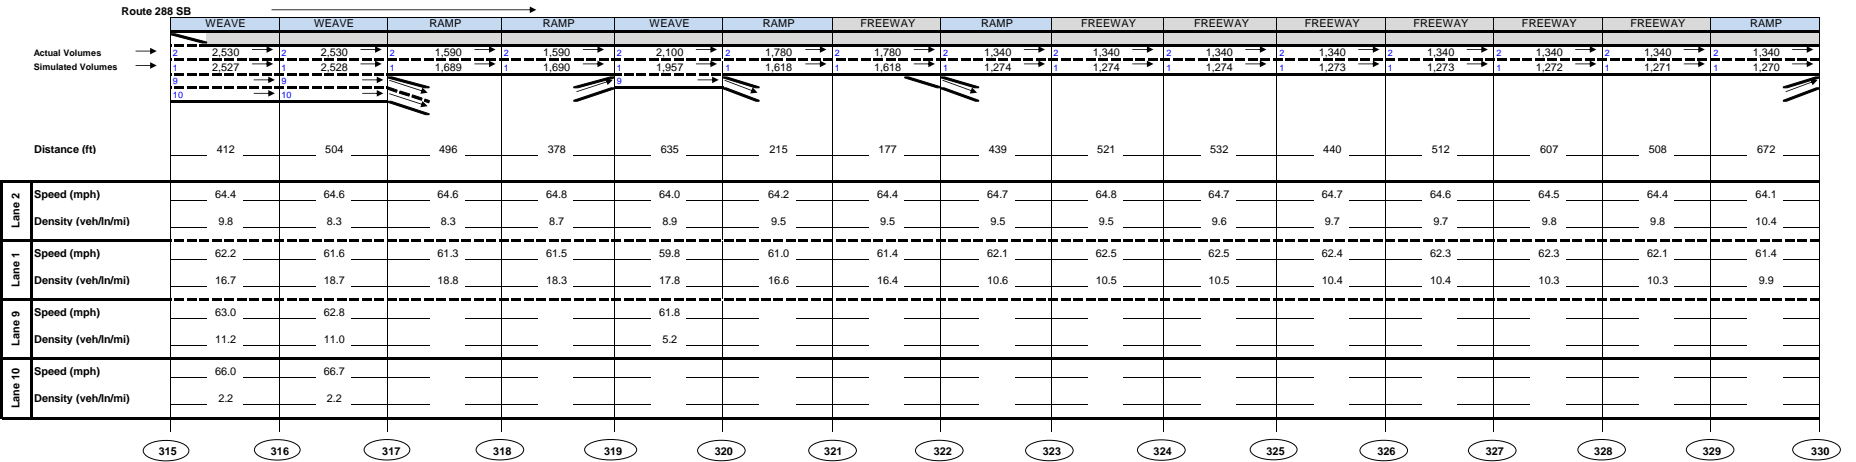 Route 288 SB
WEAVE WEAVE RAMP RAMP WEAVE RAMP FREEWAY RAMP FREEWAY FREEWAY FREEWAY FREEWAY FREEWAY FREEWAY RAMP
Actual Volumes 2 2,530 2 2,530 2 1,590 2 1,590 2 2,100 2 1,780 2 1,780 2 1,340 2 1,340 2 1,340 2 1,340 2 1,340 2 1,340 2 1,340 2 1,340
Simulated Volumes 1 2,527 1 2,528 1 1,689 1 1,690 1 1,957 1 1,618 1 1,618 1 1,274 1 1,274 1 1,274 1 1,273 1 1,273 1 1,272 1 1,271 1 1,270
9 9 9
10 10
Distance (ft) 412 504 496 378 635 215 177 439 521 532 440 512 607 508 672
Lane 2
Speed (mph) 64.4 64.6 64.6 64.8 64.0 64.2 64.4 64.7 64.8 64.7 64.7 64.6 64.5 64.4 64.1
Density (veh/ln/mi) 9.8 8.3 8.3 8.7 8.9 9.5 9.5 9.5 9.5 9.6 9.7 9.7 9.8 9.8 10.4
Lane 1
Speed (mph) 62.2 61.6 61.3 61.5 59.8 61.0 61.4 62.1 62.5 62.5 62.4 62.3 62.3 62.1 61.4
Density (veh/ln/mi) 16.7 18.7 18.8 18.3 17.8 16.6 16.4 10.6 10.5 10.5 10.4 10.4 10.3 10.3 9.9
Lane 9
Speed (mph) 63.0 62.8 61.8
Density (veh/ln/mi) 11.2 11.0 5.2
Lane 10
Speed (mph) 66.0 66.7
Density (veh/ln/mi) 2.2 2.2
315 316 317 318 319 320 321 322 323 324 325 326 327 328 329 330